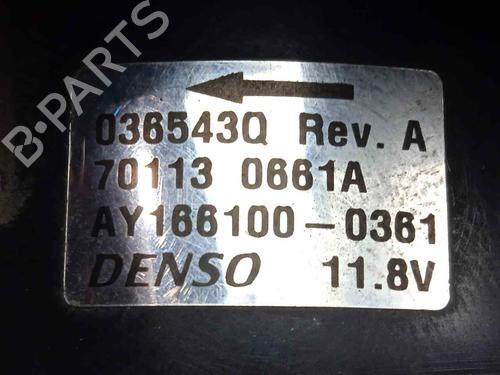 B-PARTS
036543Q Rev. A
70113 0661A
AY166100-0361
DENSO 11.8V